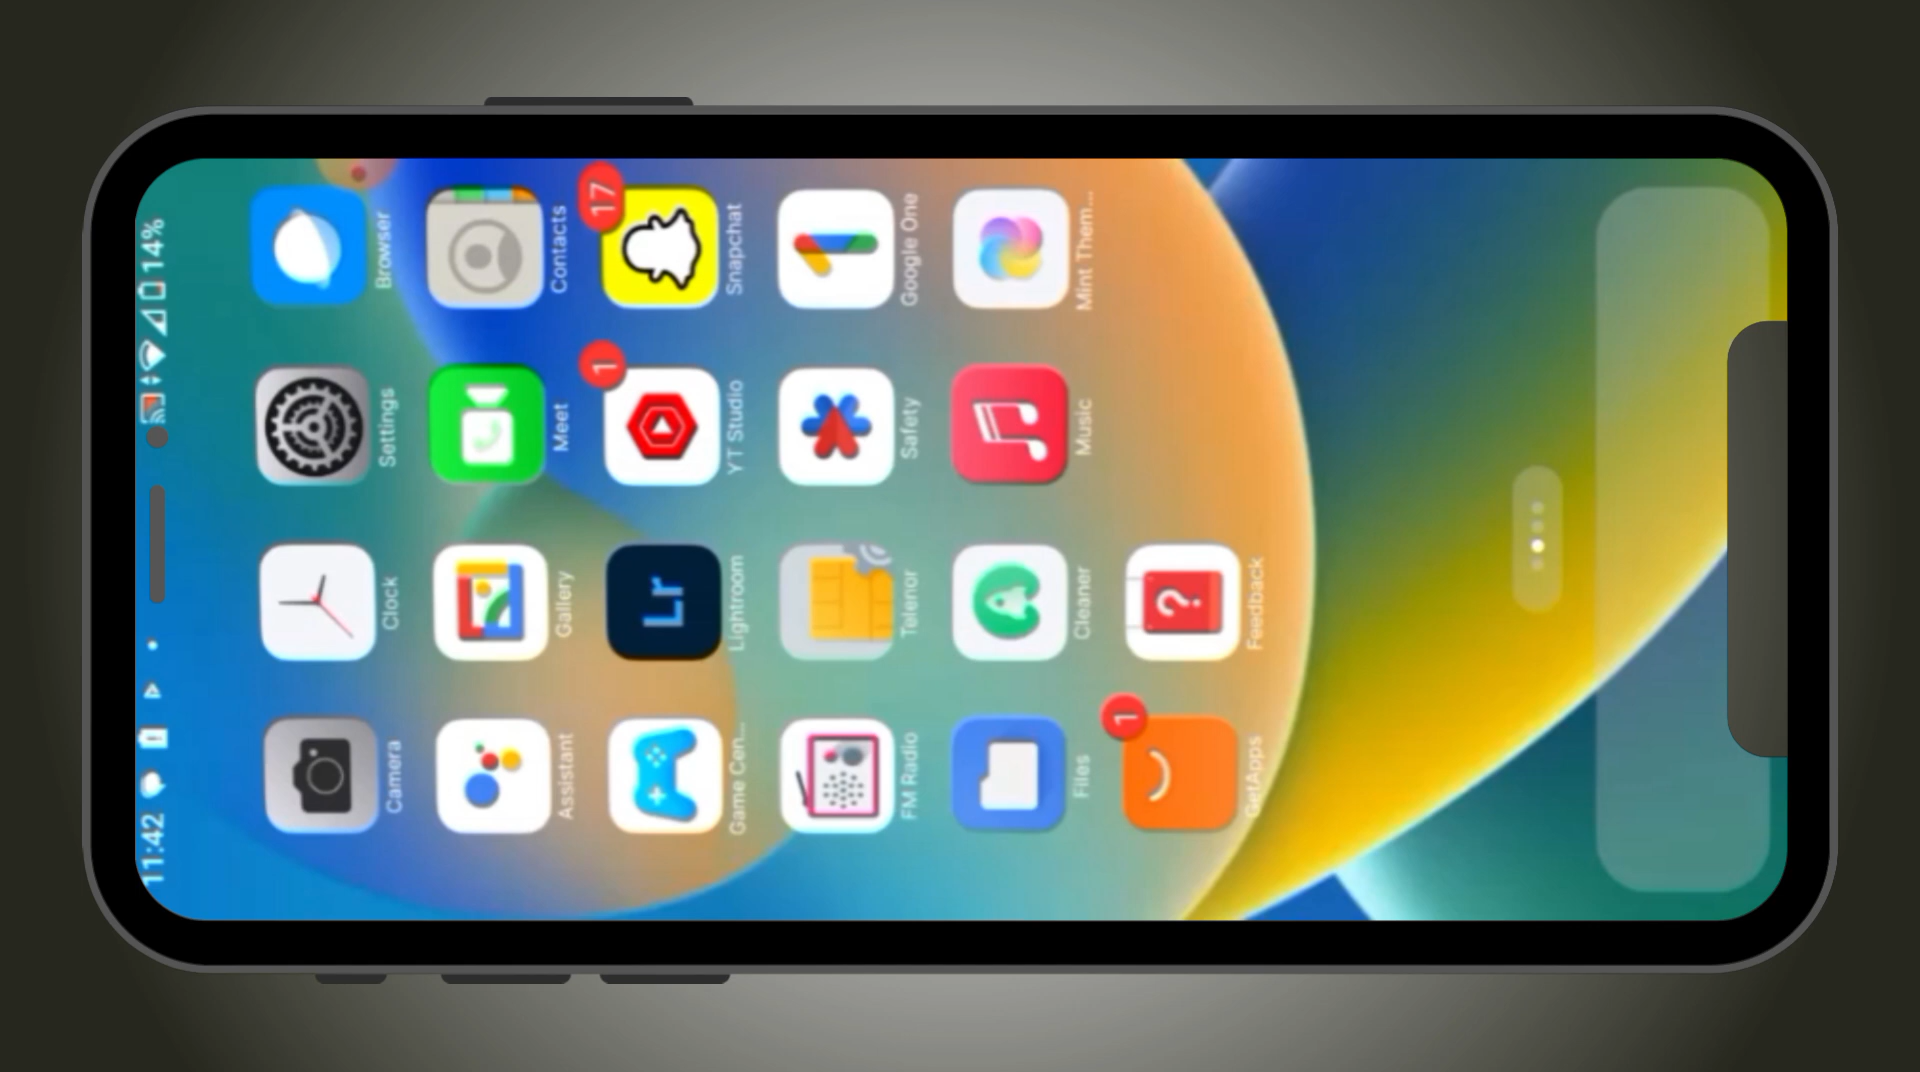 11:42 14%
Camera Clock Settings Browser
Assistant Gallery Meet Contacts
1 17
Lr
Game Cen... Lightroom YT Studio Snapchat
FM Radio Telenor Safety Google One
Files Cleaner Music Mint Them...
1 ?
GetApps Feedback